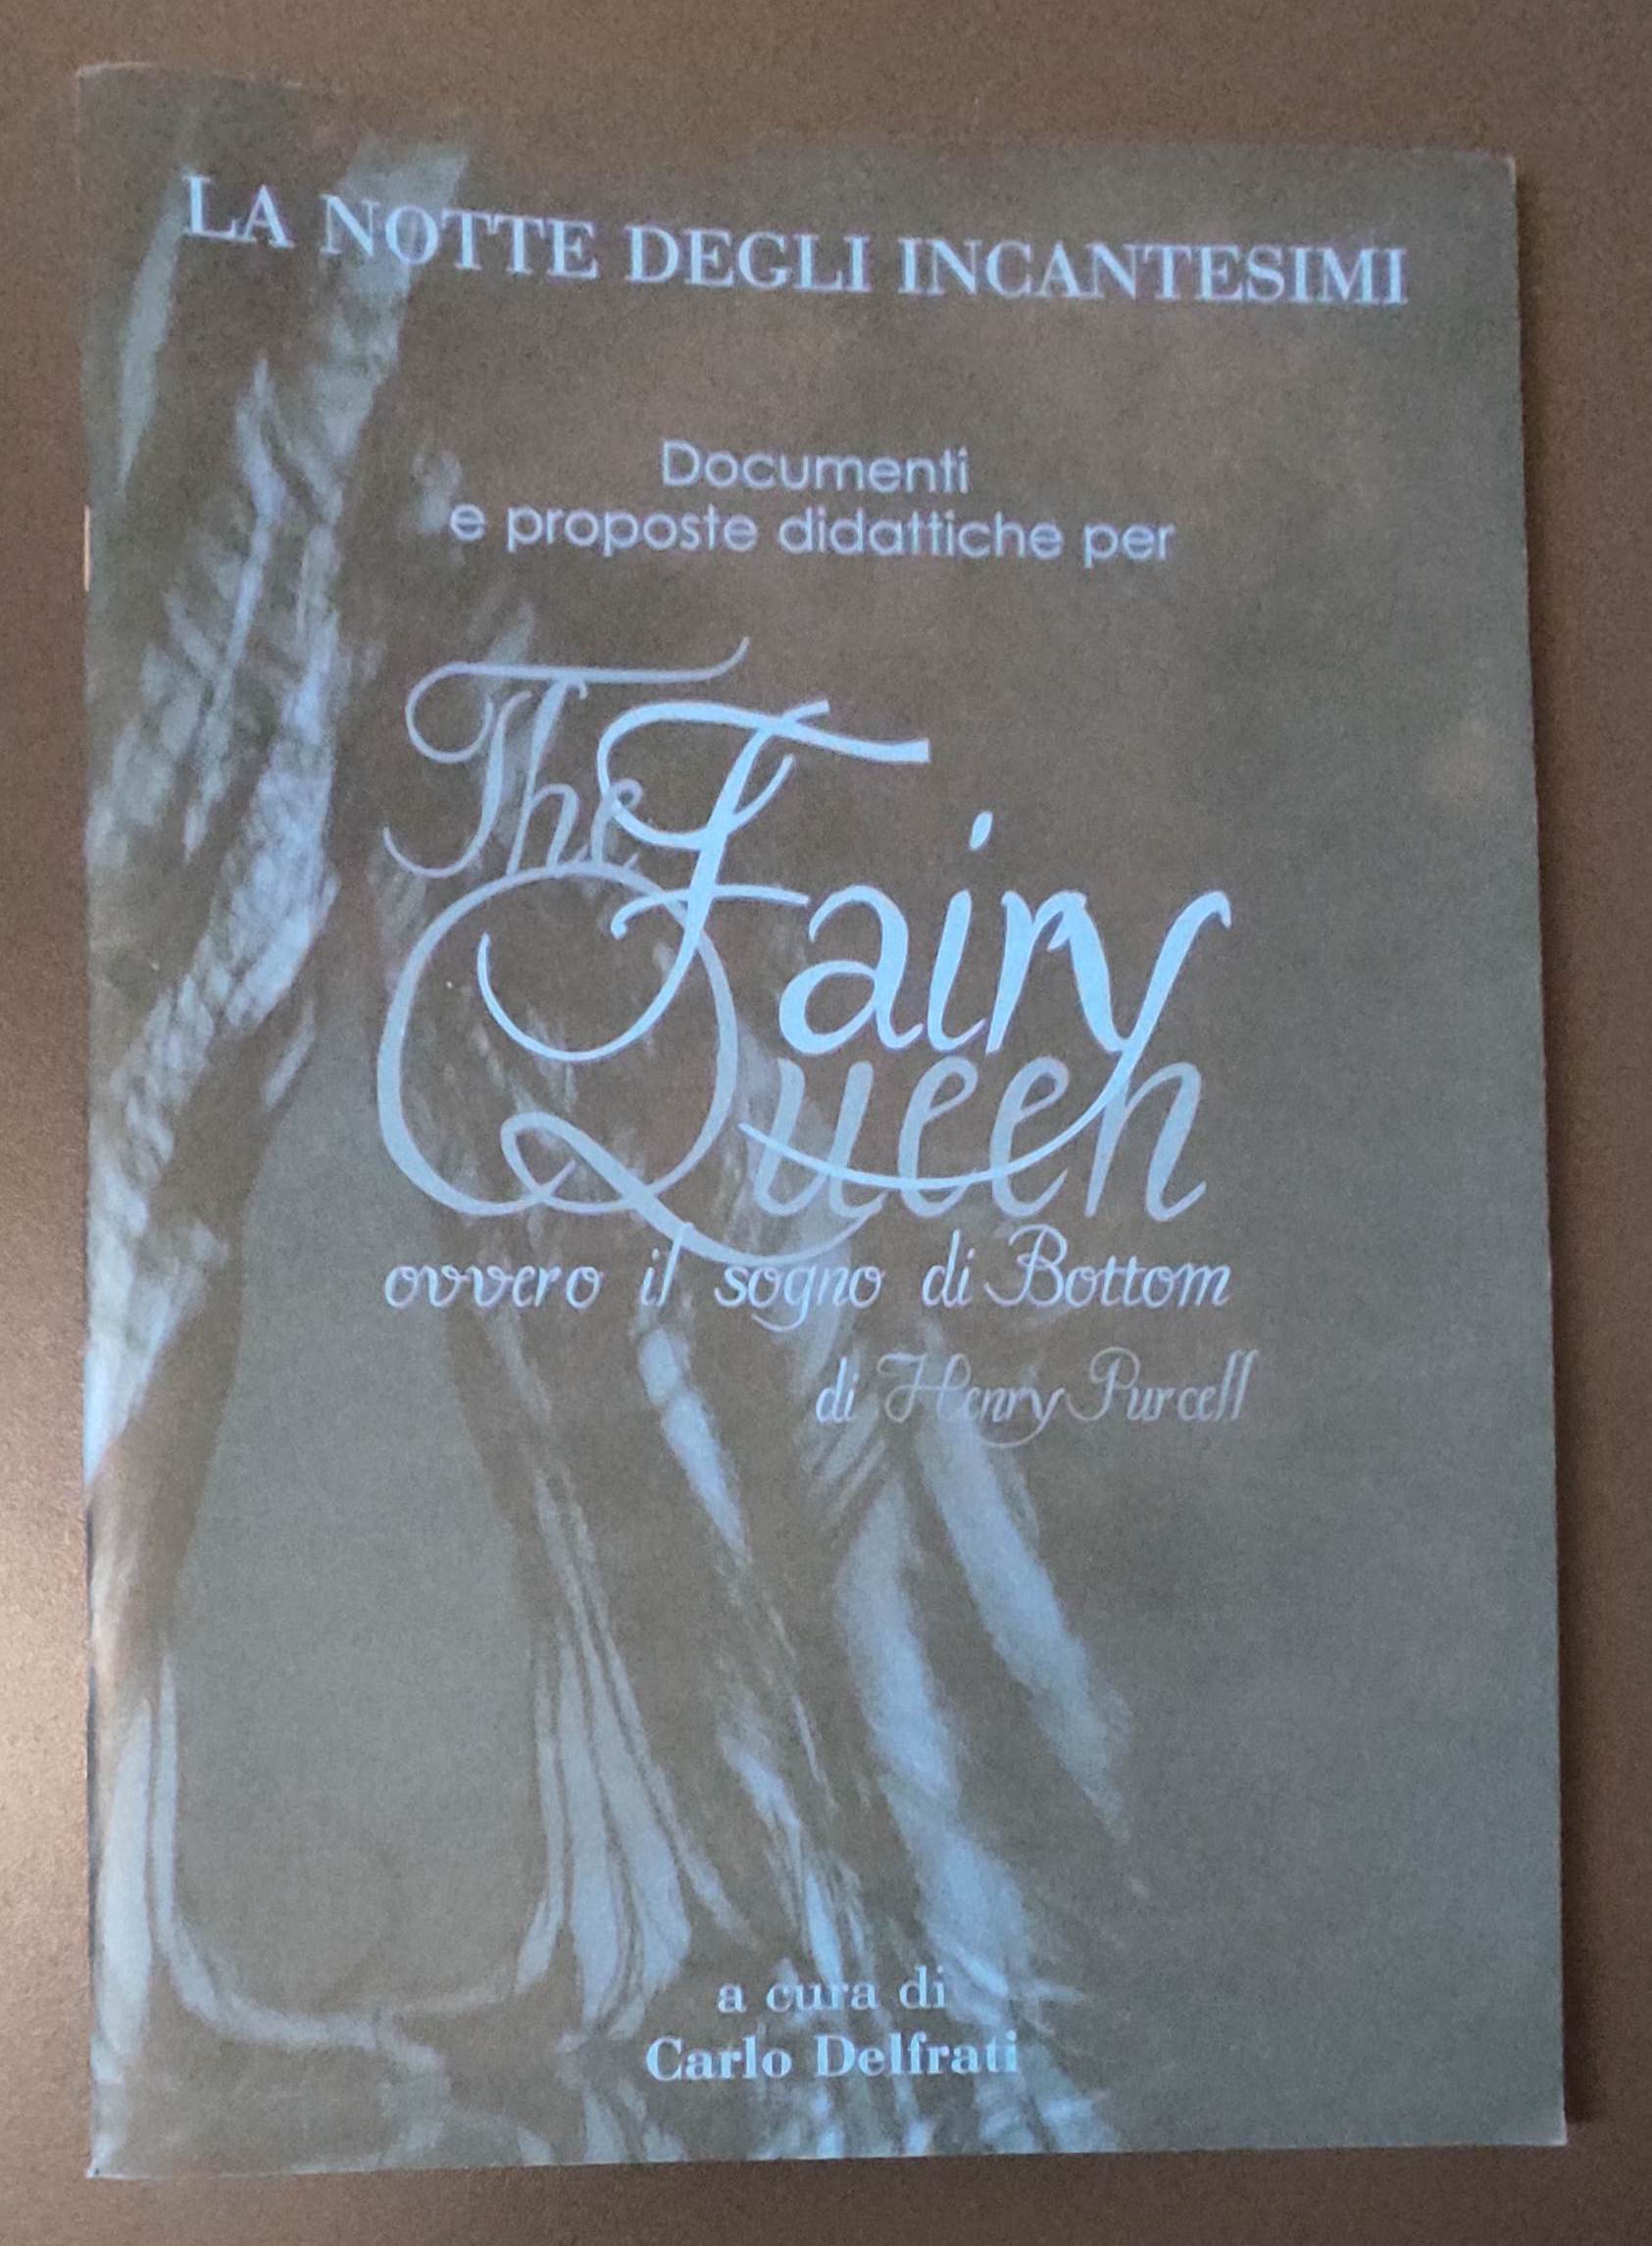 LA NOTTE DEGLI INCANTESIMI
Documenti
e proposte didattiche per
The
Fairy
Queen
ovvero il sogno di Bottom
di Henry Purcell
a cura di
Carlo Delfrati